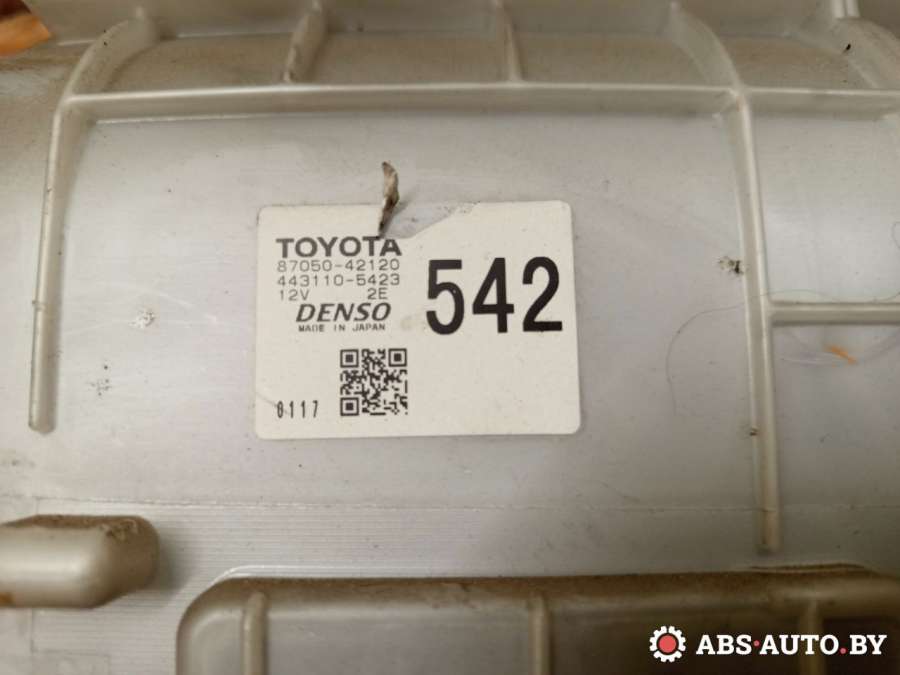 TOYOTA
87050-42120
443110-5423
12V 2E
DENSO
MADE IN JAPAN
542
8117
ABS-AUTO.BY